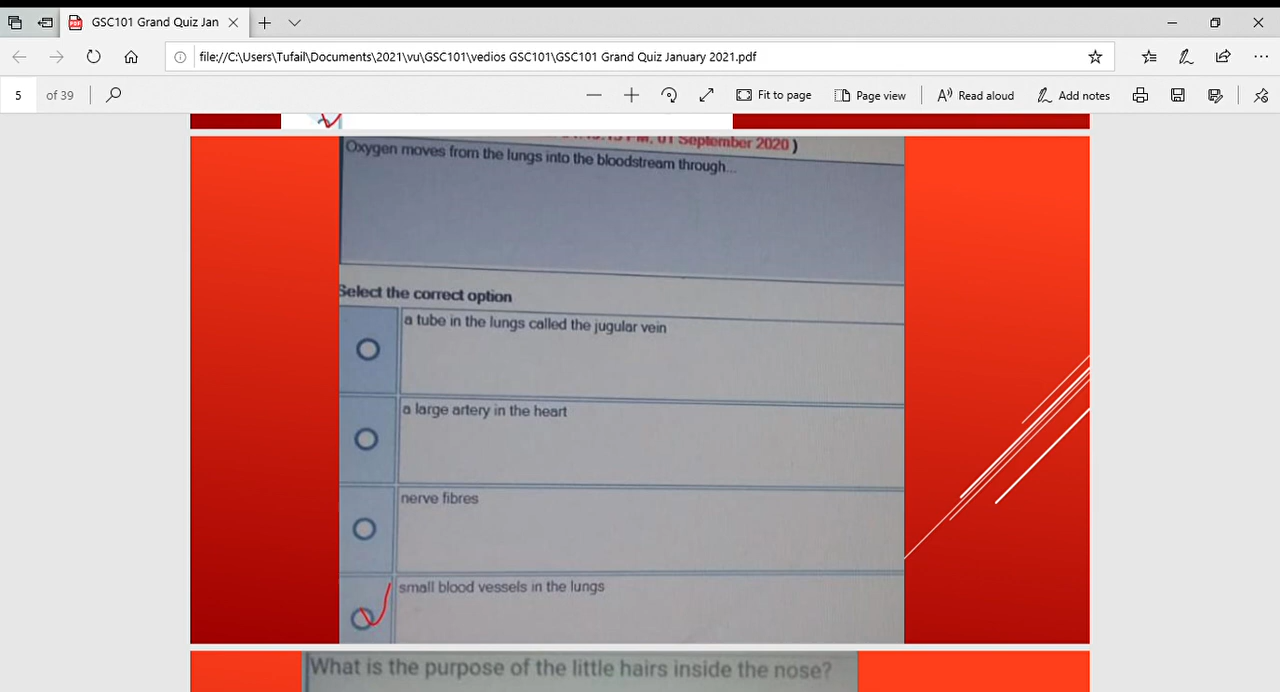 GSC101 Grand Quiz Jan
file://C:\Users\Tufail\Documents\2021\vu\GSC101\vedios GSC101\GSC101 Grand Quiz January 2021.pdf
5 of 39 Fit to page Page view Read aloud Add notes
PM, 01 September 2020 )
Oxygen moves from the lungs into the bloodstream through...
Select the correct option
a tube in the lungs called the jugular vein
a large artery in the heart
nerve fibres
small blood vessels in the lungs
What is the purpose of the little hairs inside the nose?